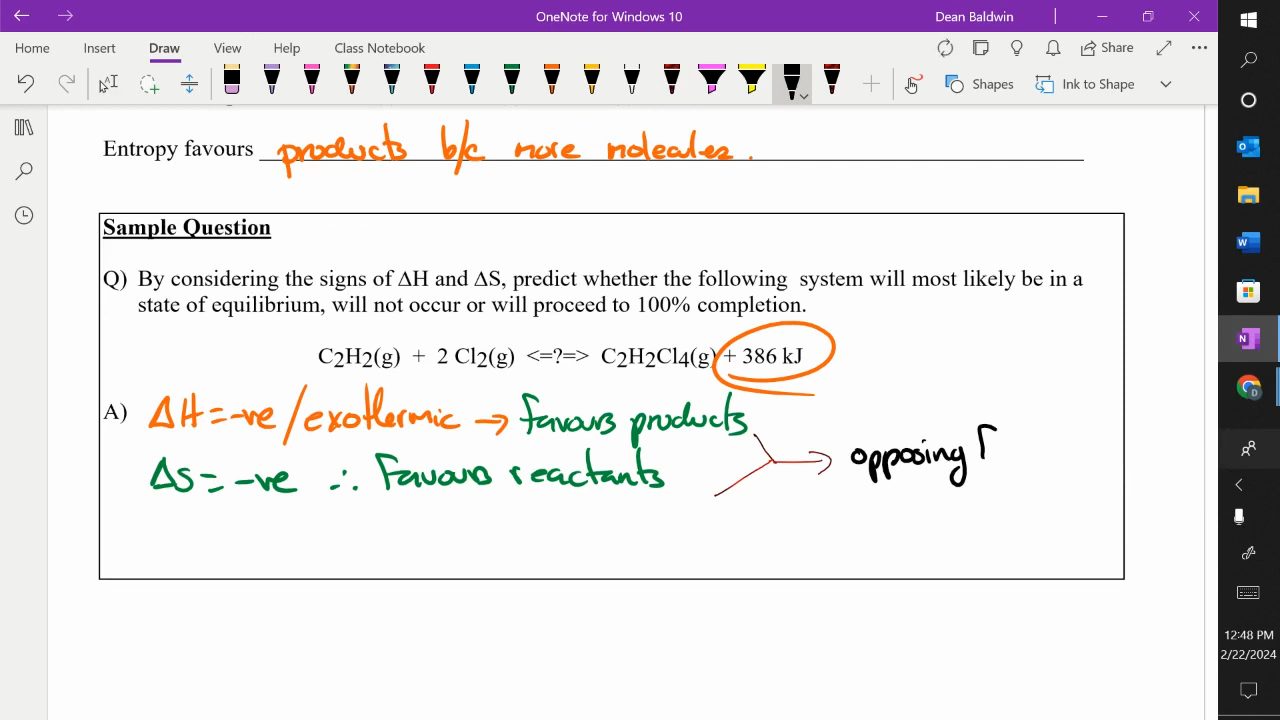 OneNote for Windows 10
Dean Baldwin
Home Insert Draw View Help Class Notebook Share
Shapes Ink to Shape
Entropy favours products b/c more molecules.
Sample Question
Q) By considering the signs of ΔH and ΔS, predict whether the following system will most likely be in a
state of equilibrium, will not occur or will proceed to 100% completion.
C2H2(g) + 2 Cl2(g) <=?=> C2H2Cl4(g) + 386 kJ
A) ΔH = -ve / exothermic → favours products
ΔS = -ve ∴ Favours reactants
opposing
12:48 PM
2/22/2024